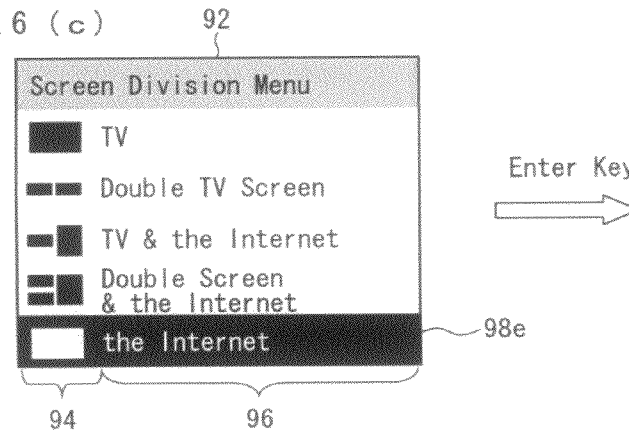 6 (c)
92
Screen Division Menu
TV
Double TV Screen
Enter Key
TV & the Internet
Double Screen
& the Internet
the Internet
98e
94
96